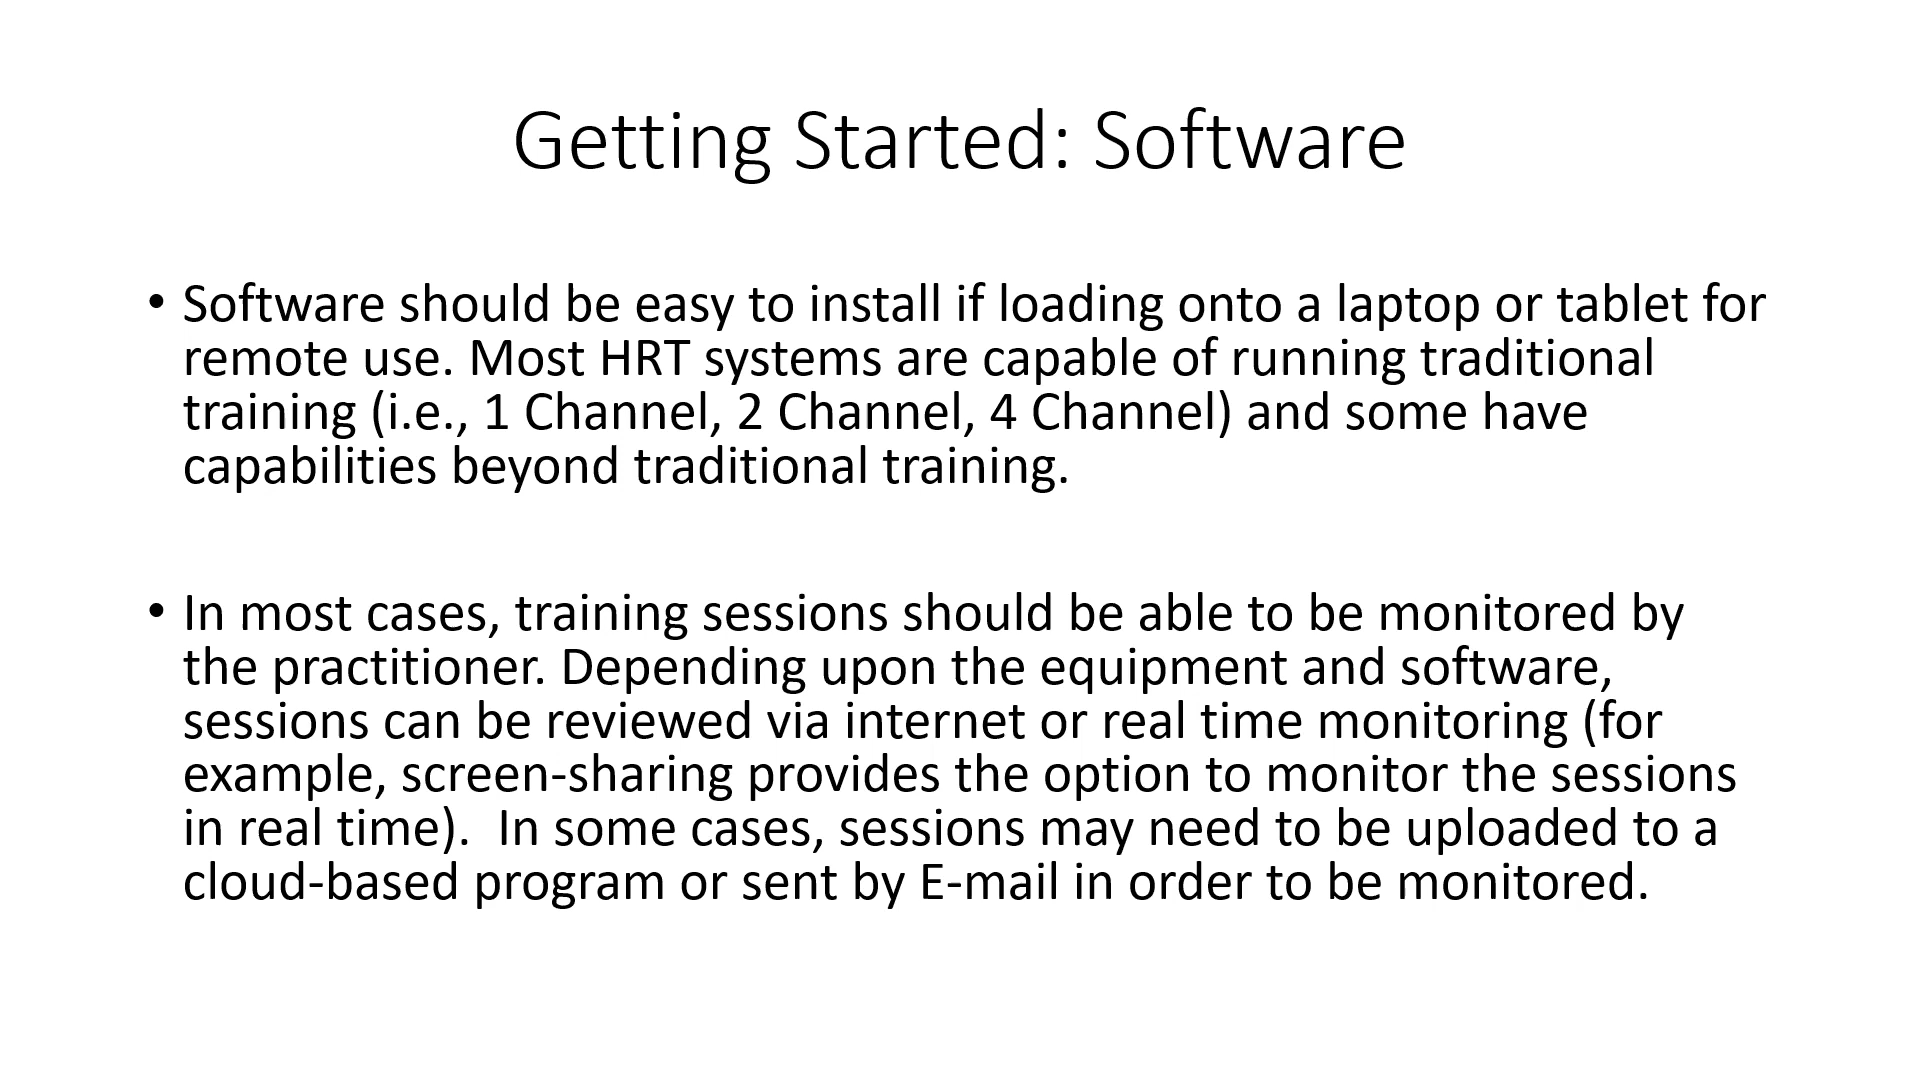 Getting Started: Software
• Software should be easy to install if loading onto a laptop or tablet for
remote use. Most HRT systems are capable of running traditional
training (i.e., 1 Channel, 2 Channel, 4 Channel) and some have
capabilities beyond traditional training.
• In most cases, training sessions should be able to be monitored by
the practitioner. Depending upon the equipment and software,
sessions can be reviewed via internet or real time monitoring (for
example, screen-sharing provides the option to monitor the sessions
in real time).  In some cases, sessions may need to be uploaded to a
cloud-based program or sent by E-mail in order to be monitored.